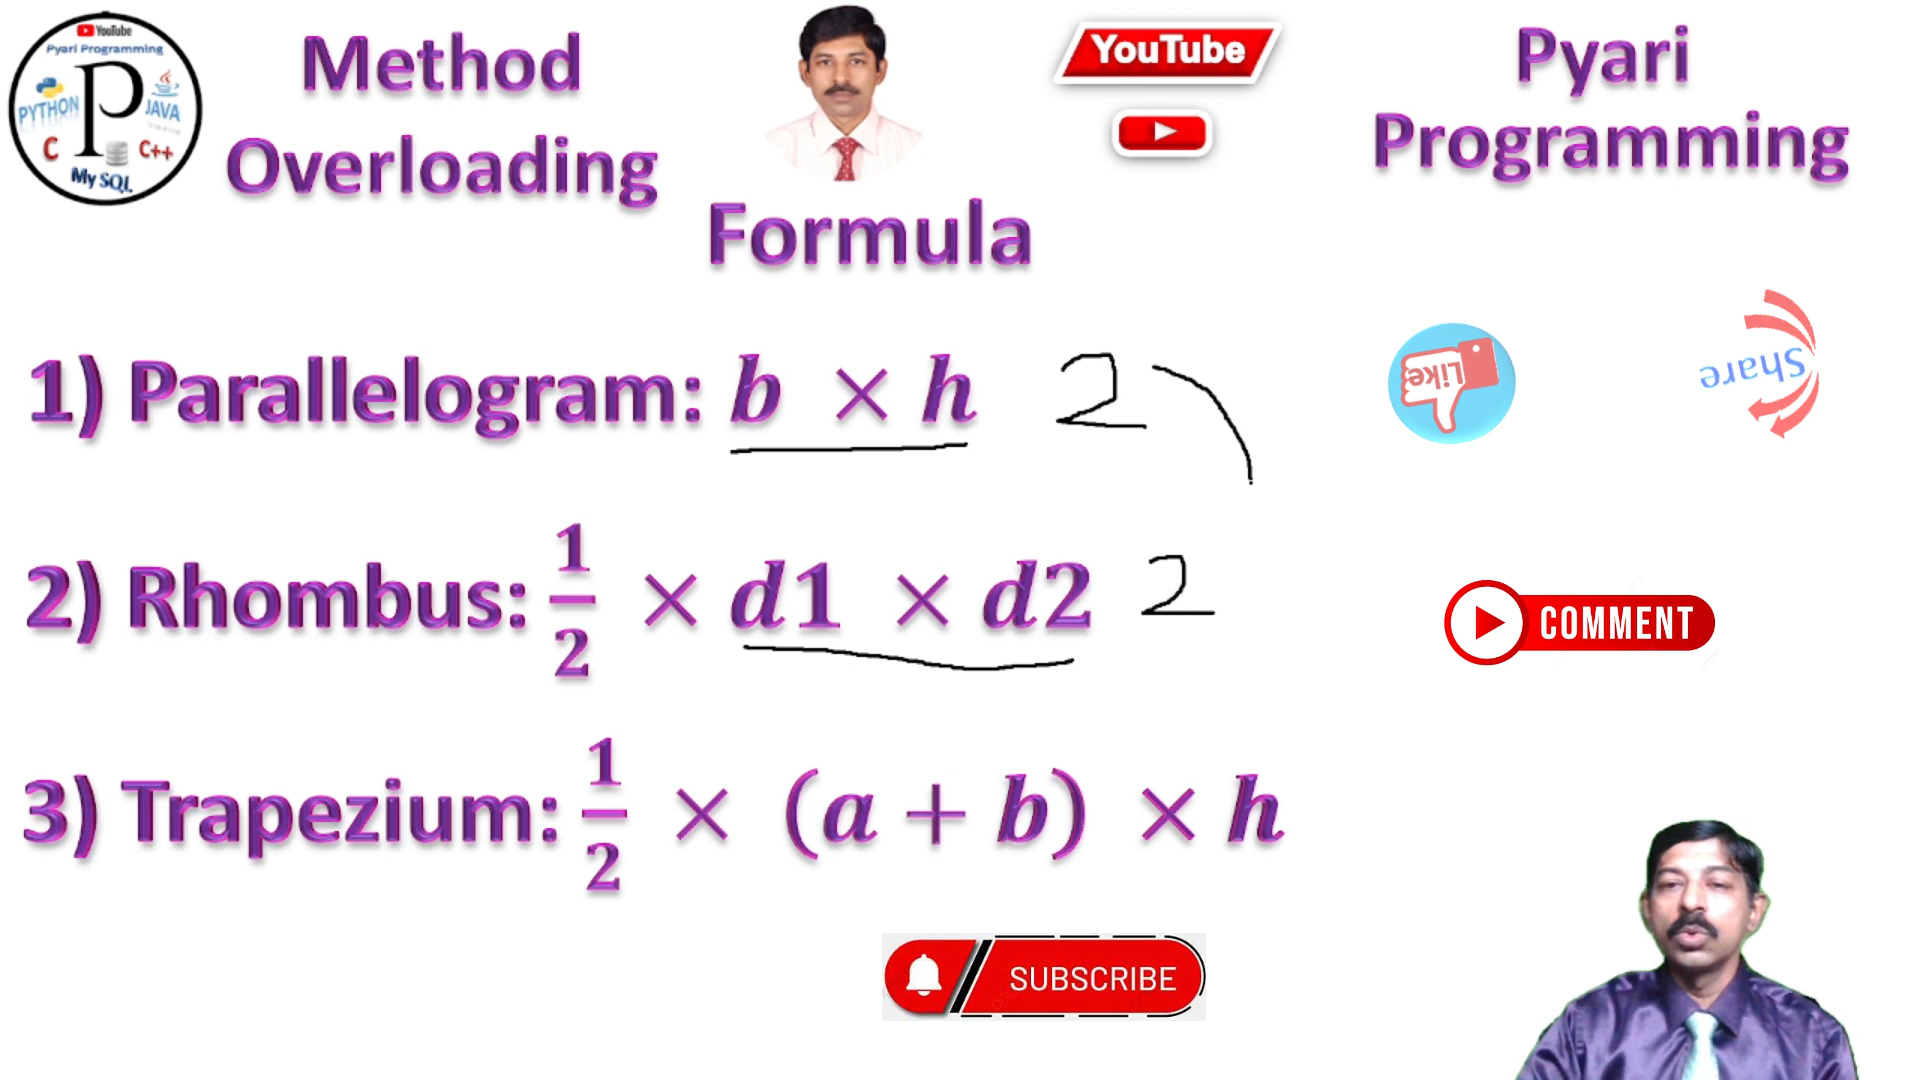 YouTube
Pyari Programming
P
PYTHON
JAVA
C
C++
My SQL
Method
Overloading
YouTube
Pyari
Programming
Formula
1) Parallelogram: b × h 2
Like
Share
2) Rhombus: 1/2 × d1 × d2 2
COMMENT
3) Trapezium: 1/2 × (a + b) × h
SUBSCRIBE